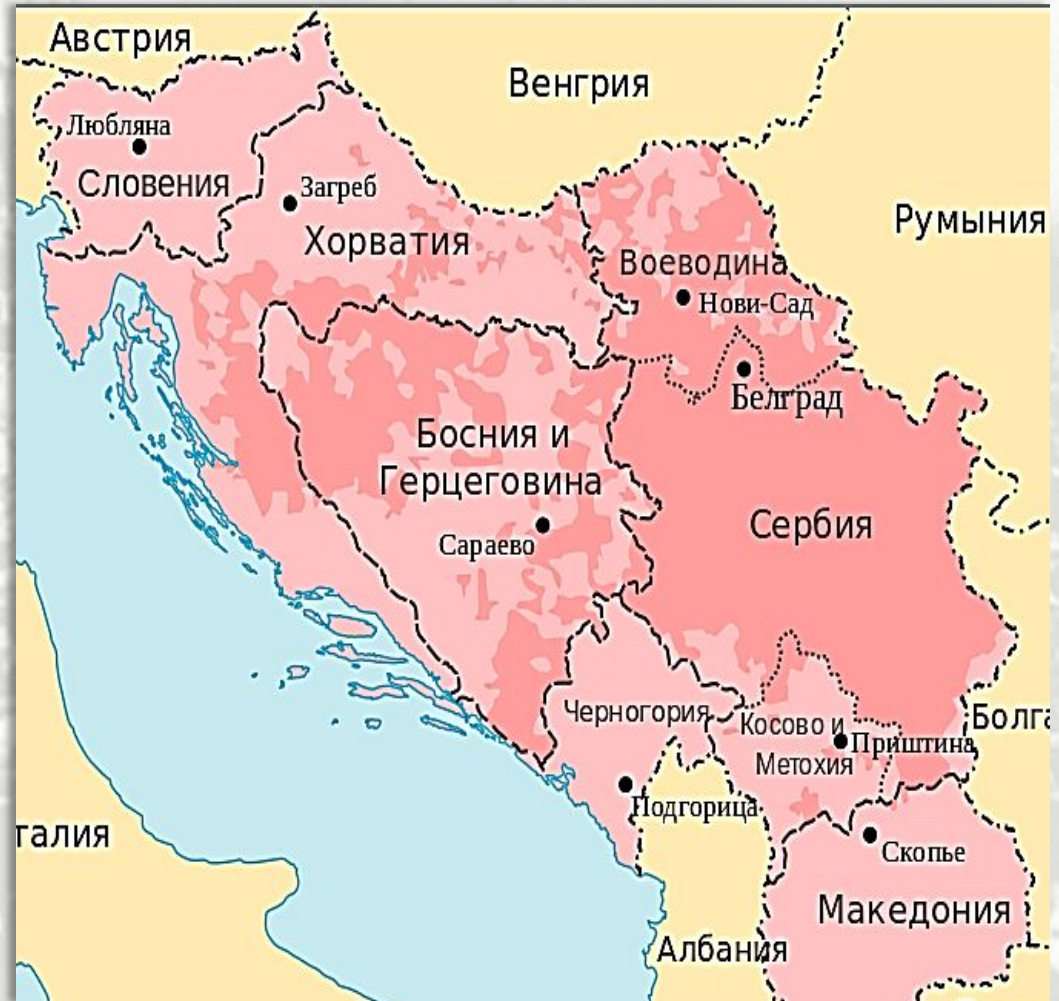 Австрия
Венгрия
Любляна
Словения
Загреб
Хорватия
Румыния
Воеводина
Нови-Сад
Белград
Босния и
Герцеговина
Сараево
Сербия
Черногория
Косово и
Метохия
Приштина
Болга
Подгорица
талия
Скопье
Македония
Албания